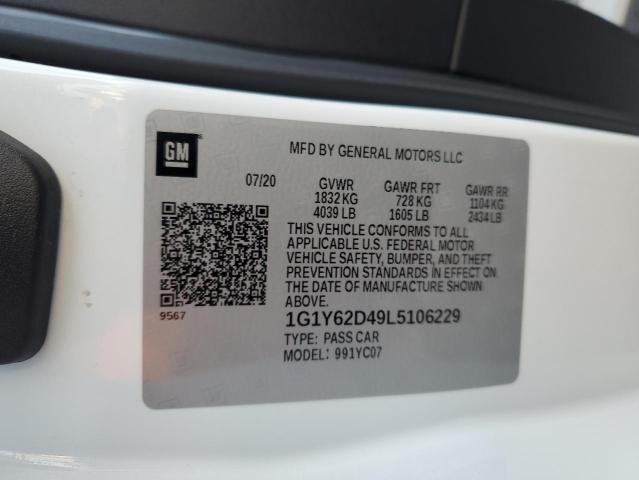 GM
MFD BY GENERAL MOTORS LLC
07/20 GVWR GAWR FRT GAWR RR
1832 KG 728 KG 1104 KG
4039 LB 1605 LB 2434 LB
THIS VEHICLE CONFORMS TO ALL
APPLICABLE U.S. FEDERAL MOTOR
VEHICLE SAFETY, BUMPER, AND THEFT
PREVENTION STANDARDS IN EFFECT ON
THE DATE OF MANUFACTURE SHOWN
ABOVE.
9567
1G1Y62D49L5106229
TYPE: PASS CAR
MODEL: 991YC07